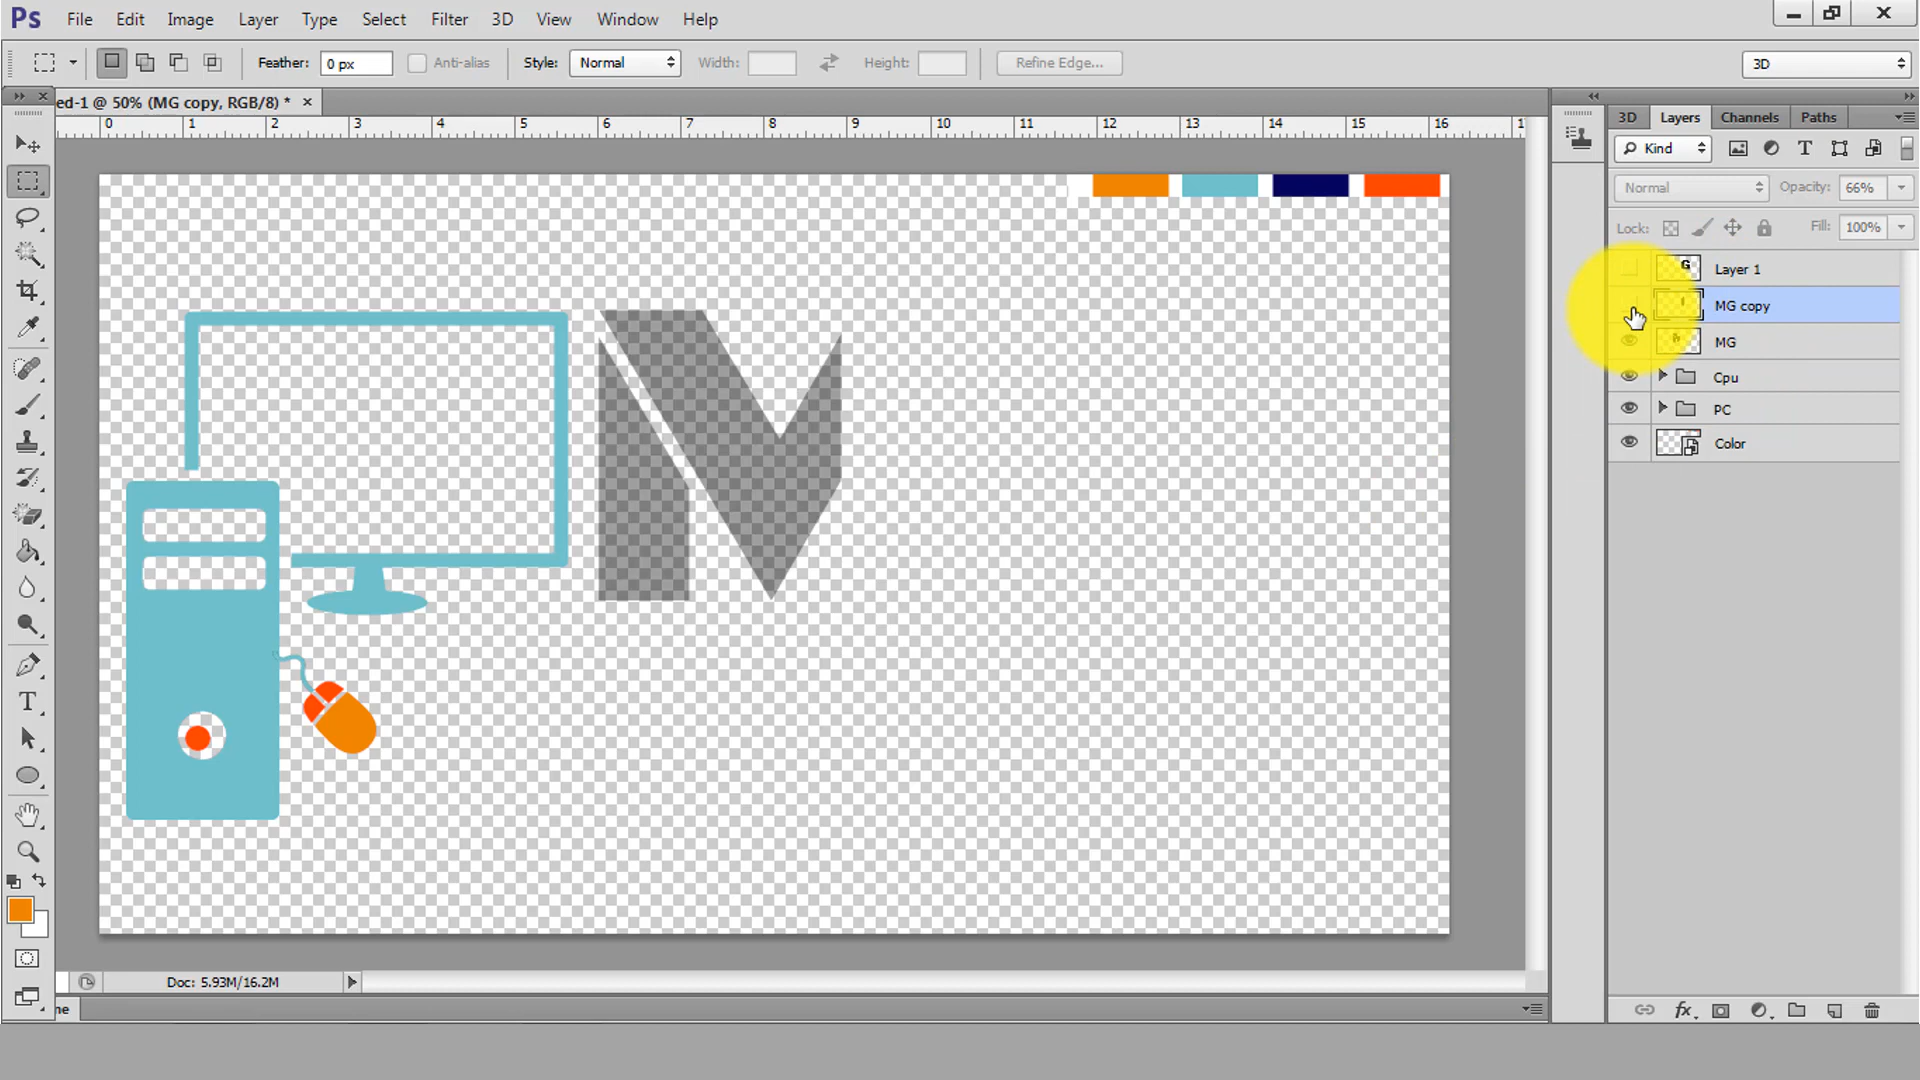 Ps File Edit Image Layer Type Select Filter 3D View Window Help
Feather: 0 px Anti-alias Style: Normal Width: Height: Refine Edge... 3D
ed-1 @ 50% (MG copy, RGB/8) * ×
0 1 2 3 4 5 6 7 8 9 10 11 12 13 14 15 16 1
3D Layers Channels Paths
Kind
Normal Opacity: 66%
Lock: Fill: 100%
G Layer 1
MG copy
MG
Cpu
PC
Color
Doc: 5.93M/16.2M
ne
fx